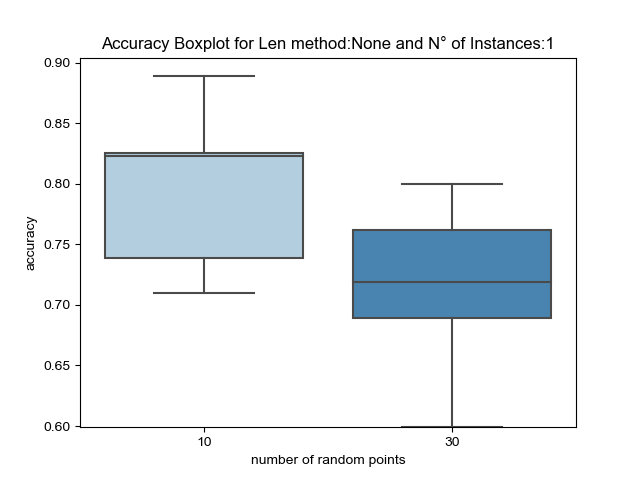 Accuracy Boxplot for Len method:None and N° of Instances:1
0.90
0.85
0.80
0.75
0.70
0.65
0.60
accuracy
10 30
number of random points